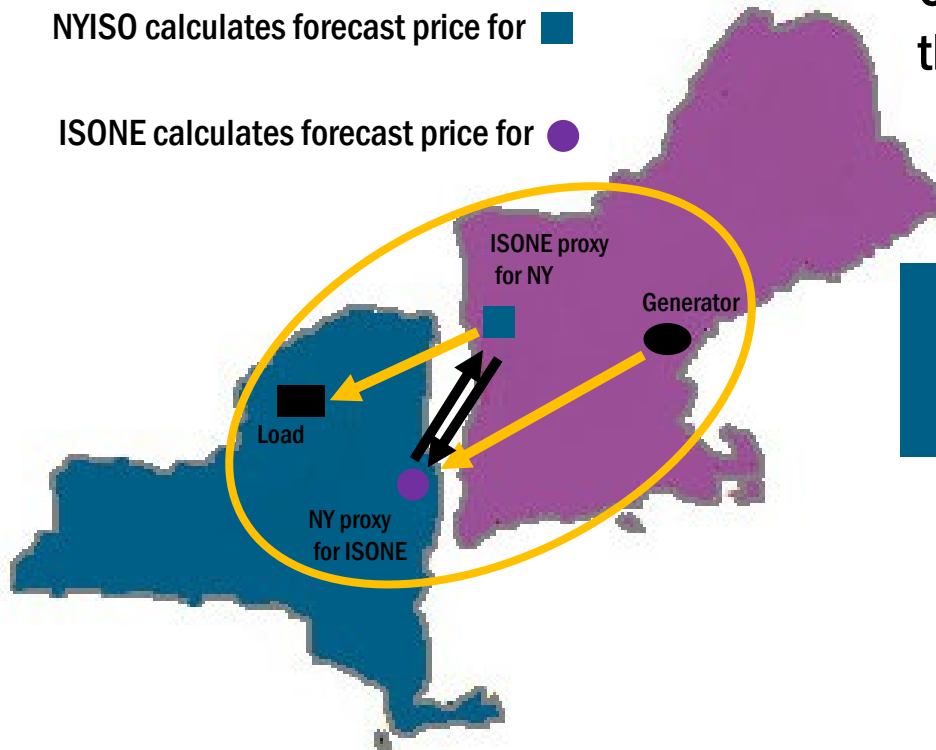 NYISO calculates forecast price for
ISONE calculates forecast price for
ISONE proxy
for NY
Generator
Load
NY proxy
for ISONE